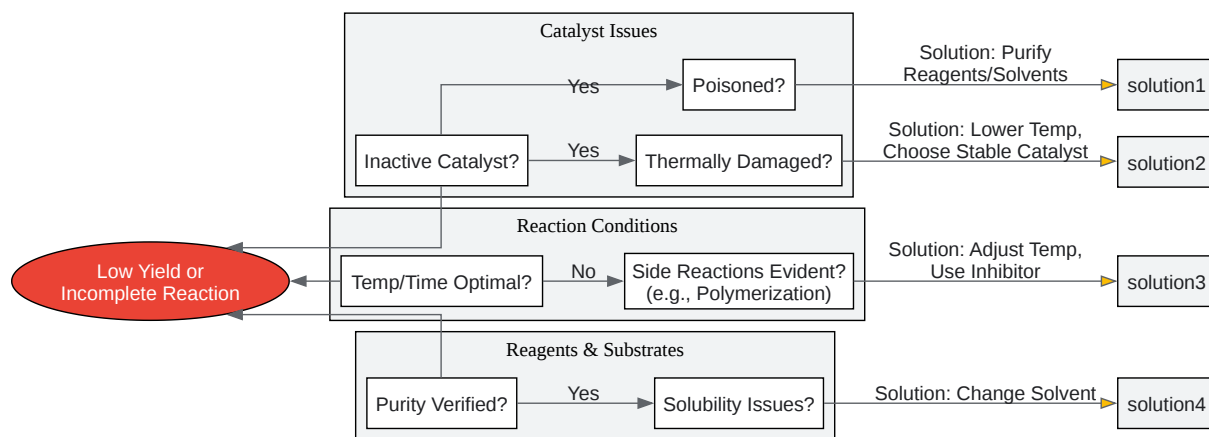 Catalyst Issues
Solution: Purify
Reagents/Solvents
Yes
Poisoned?
solution1
Solution: Lower Temp,
Choose Stable Catalyst
Inactive Catalyst?
Yes
Thermally Damaged?
solution2
Reaction Conditions
Solution: Adjust Temp,
Use Inhibitor
Low Yield or
Incomplete Reaction
Temp/Time Optimal?
No
Side Reactions Evident?
(e.g., Polymerization)
solution3
Reagents & Substrates
Purity Verified?
Yes
Solubility Issues?
Solution: Change Solvent
solution4